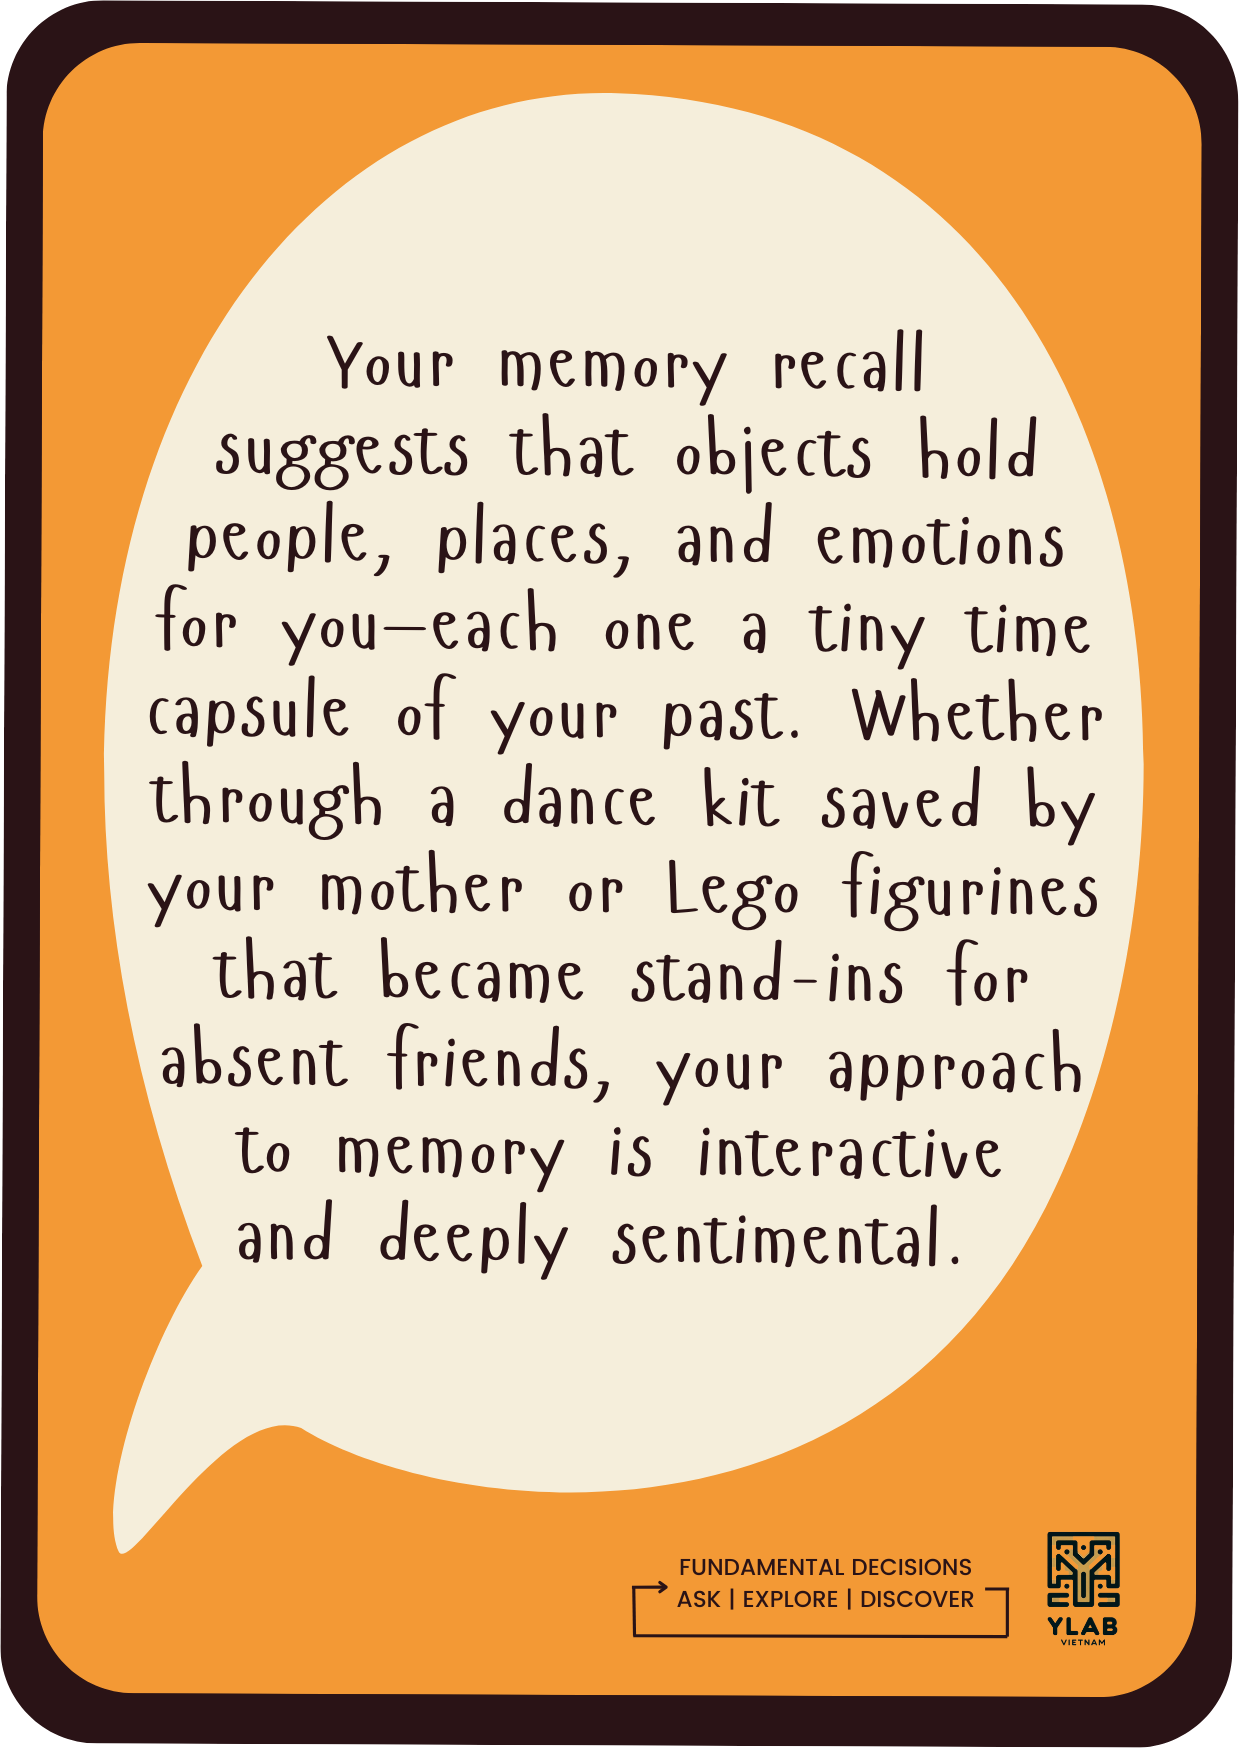 Your memory recall
suggests that objects hold
people, places, and emotions
for you—each one a tiny time
capsule of your past. Whether
through a dance kit saved by
your mother or Lego figurines
that became stand-ins for
absent friends, your approach
to memory is interactive
and deeply sentimental.
FUNDAMENTAL DECISIONS
ASK | EXPLORE | DISCOVER
YLAB
VIETNAM